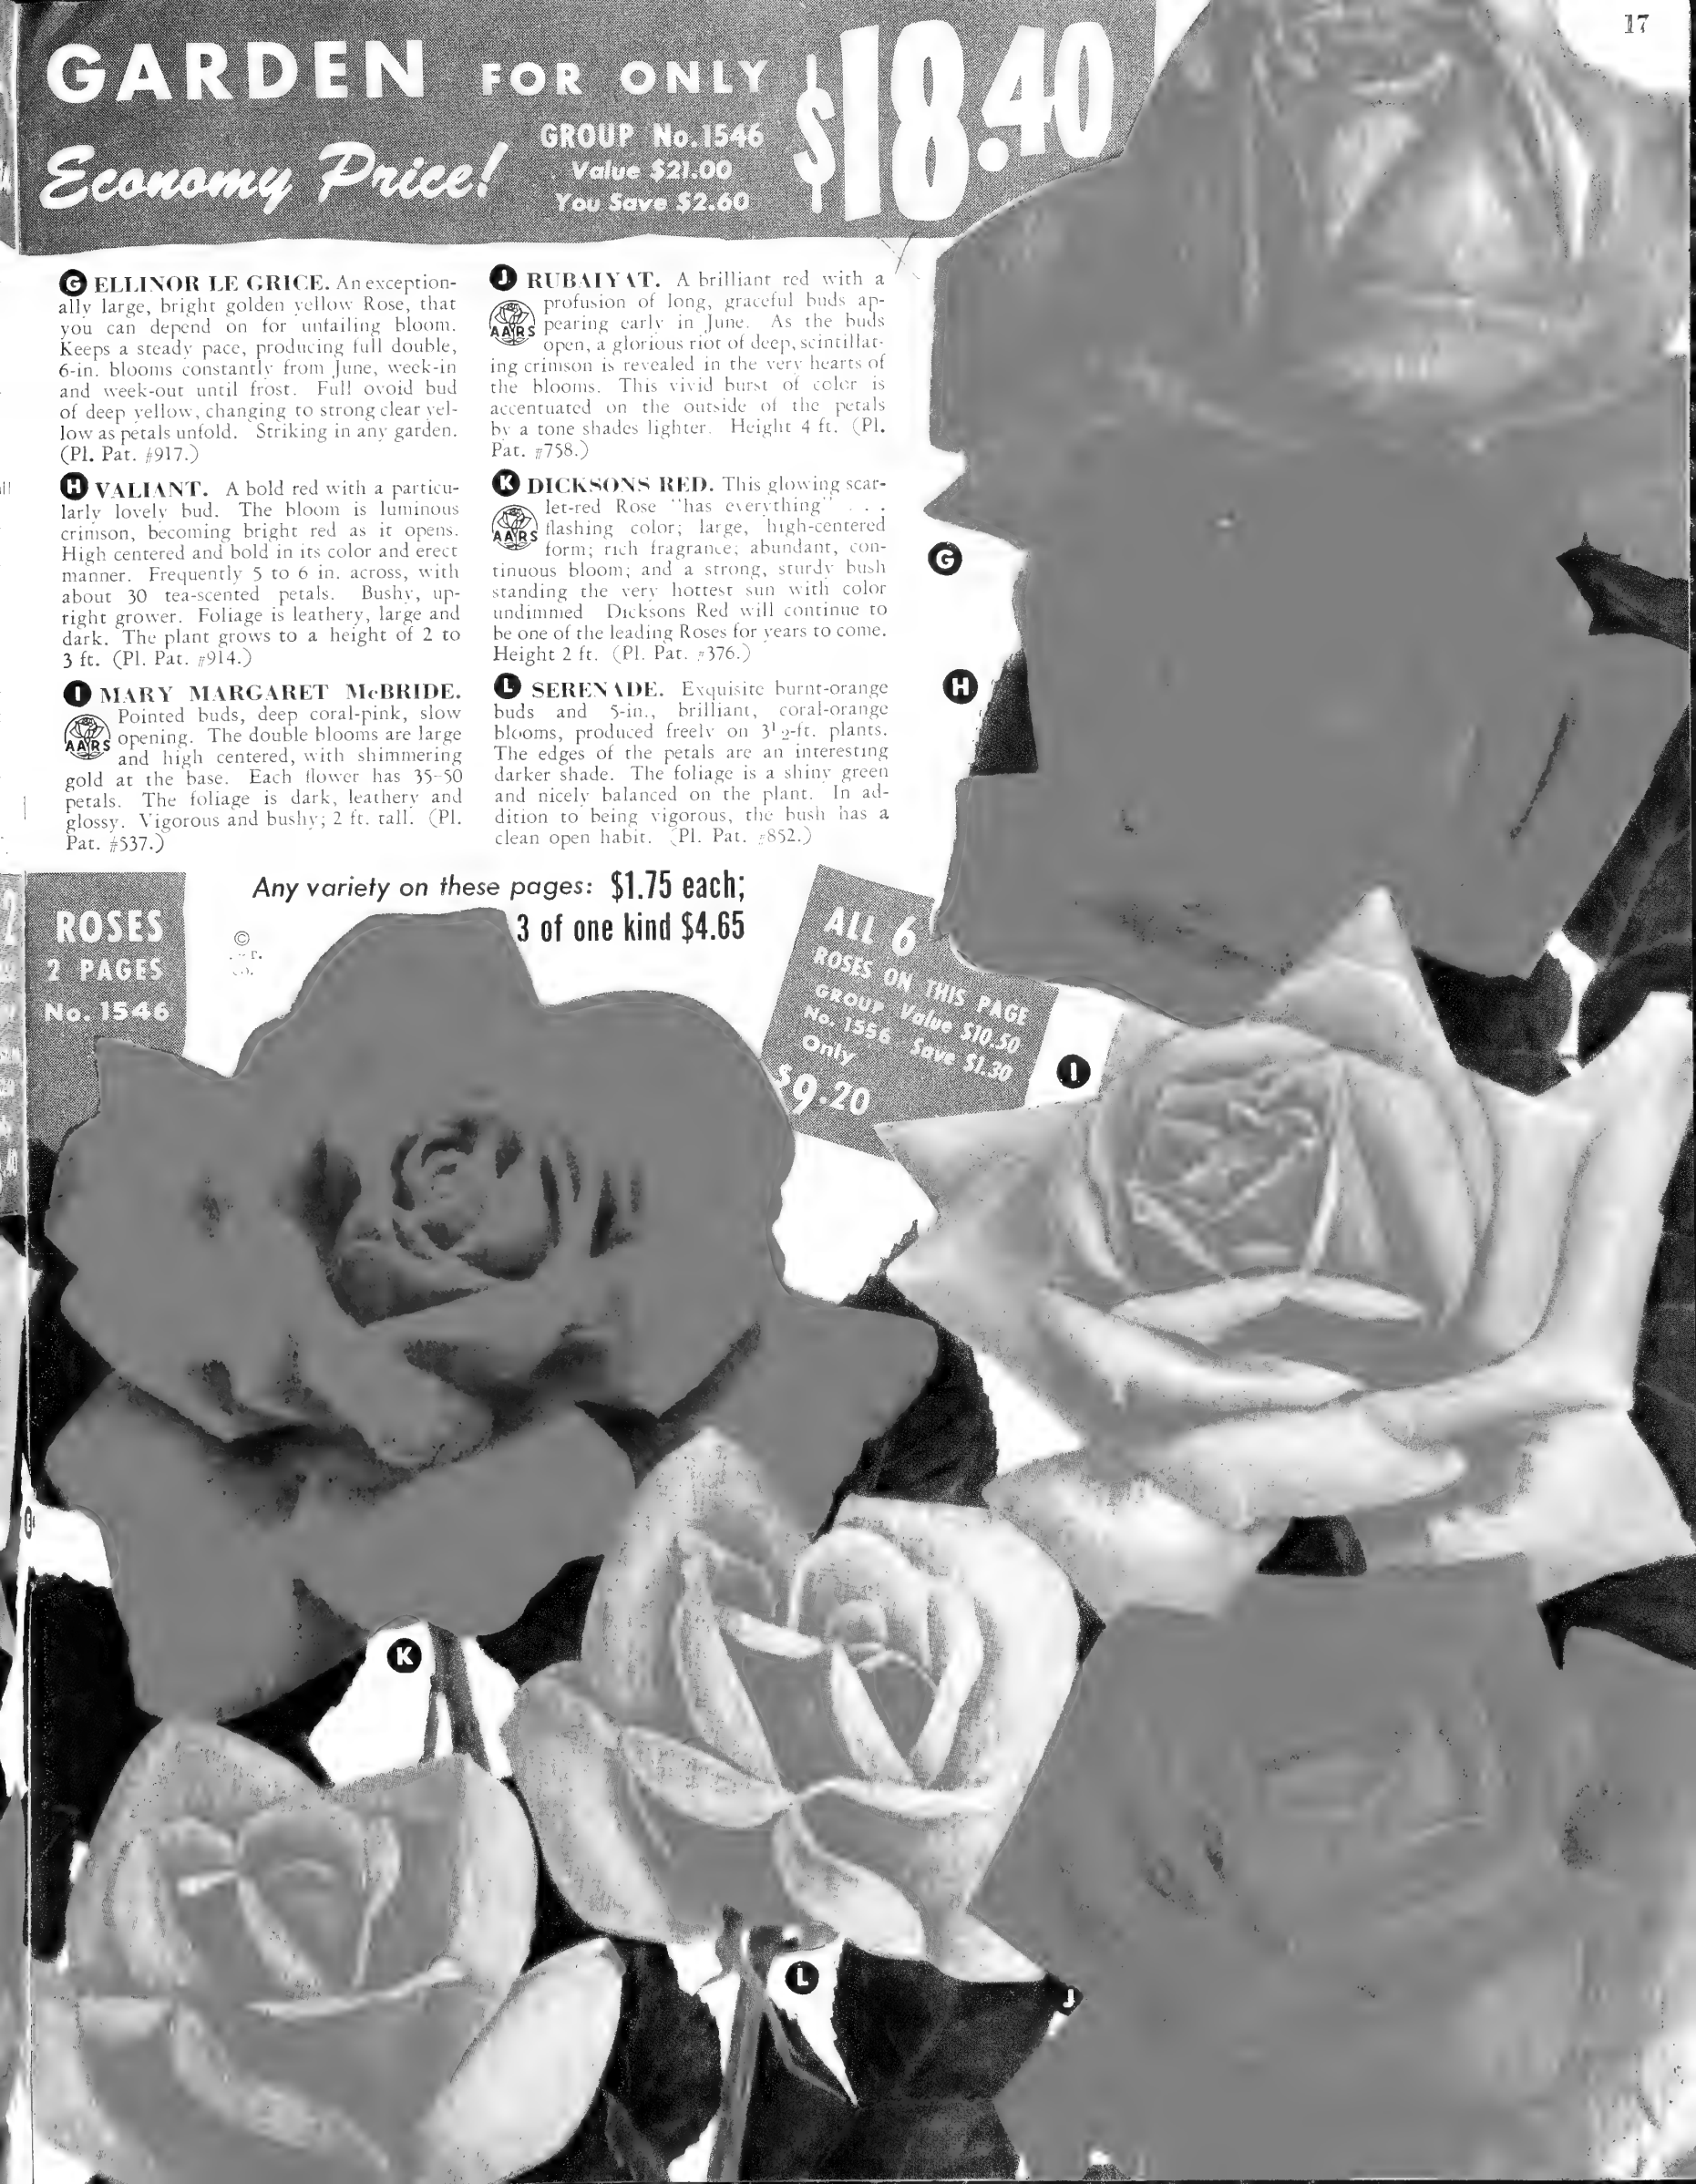 17
GARDEN FOR ONLY $18.40
Economy Price!
GROUP No. 1546
Value $21.00
You Save $2.60
G ELLINOR LE GRICE. An exception-
ally large, bright golden yellow Rose, that
you can depend on for unfailing bloom.
Keeps a steady pace, producing full double,
6-in. blooms constantly from June, week-in
and week-out until frost. Full ovoid bud
of deep yellow, changing to strong clear yel-
low as petals unfold. Striking in any garden.
(Pl. Pat. #917.)
H VALIANT. A bold red with a particu-
larly lovely bud. The bloom is luminous
crimson, becoming bright red as it opens.
High centered and bold in its color and erect
manner. Frequently 5 to 6 in. across, with
about 30 tea-scented petals. Bushy, up-
right grower. Foliage is leathery, large and
dark. The plant grows to a height of 2 to
3 ft. (Pl. Pat. #914.)
I MARY MARGARET McBRIDE.
AARS
Pointed buds, deep coral-pink, slow
opening. The double blooms are large
and high centered, with shimmering
gold at the base. Each flower has 35-50
petals. The foliage is dark, leathery and
glossy. Vigorous and bushy; 2 ft. tall. (Pl.
Pat. #537.)
J RUBAIYAT. A brilliant red with a
AARS
profusion of long, graceful buds ap-
pearing early in June. As the buds
open, a glorious riot of deep, scintillat-
ing crimson is revealed in the very hearts of
the blooms. This vivid burst of color is
accentuated on the outside of the petals
by a tone shades lighter. Height 4 ft. (Pl.
Pat. #758.)
K DICKSONS RED. This glowing scar-
AARS
let-red Rose "has everything" . . .
flashing color; large, high-centered
form; rich fragrance; abundant, con-
tinuous bloom; and a strong, sturdy bush
standing the very hottest sun with color
undimmed Dicksons Red will continue to
be one of the leading Roses for years to come.
Height 2 ft. (Pl. Pat. #376.)
L SERENADE. Exquisite burnt-orange
buds and 5-in., brilliant, coral-orange
blooms, produced freely on 3½-ft. plants.
The edges of the petals are an interesting
darker shade. The foliage is a shiny green
and nicely balanced on the plant. In ad-
dition to being vigorous, the bush has a
clean open habit. (Pl. Pat. #852.)
Any variety on these pages: $1.75 each;
3 of one kind $4.65
ROSES
2 PAGES
No. 1546
©
ALL 6
ROSES ON THIS PAGE
GROUP Value $10.50
No. 1556 Save $1.30
Only
$9.20
G
H
I
K
L
J